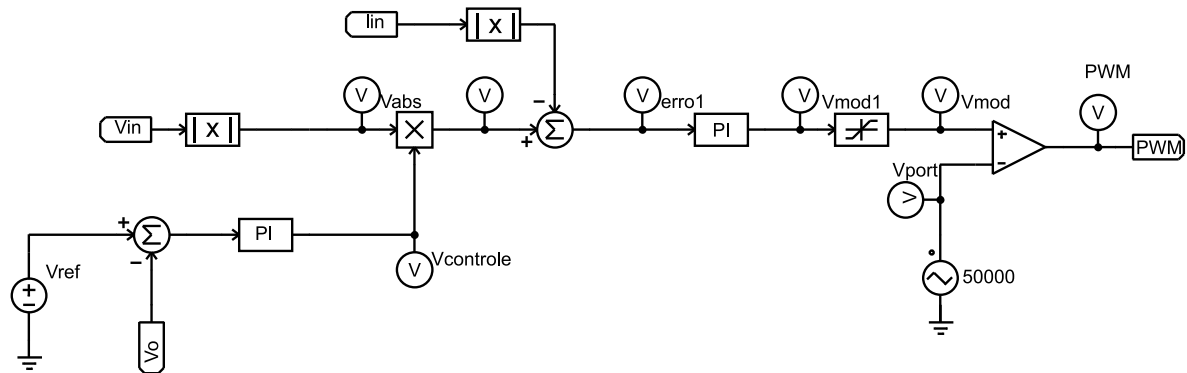 Iin
|x|
PWM
V
Vabs
V
V
erro1
V
Vmod1
V
Vmod
V
Vin
|x|
×
−
+
Σ
PI
+
−
PWM
Vport
V
Vref
+
−
+
Σ
−
PI
V
Vcontrole
50000
Vo